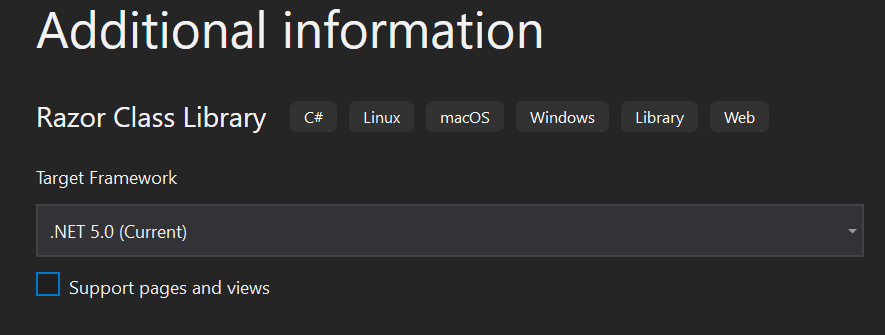 Additional information
Razor Class Library C# Linux macOS Windows Library Web
Target Framework
.NET 5.0 (Current)
Support pages and views